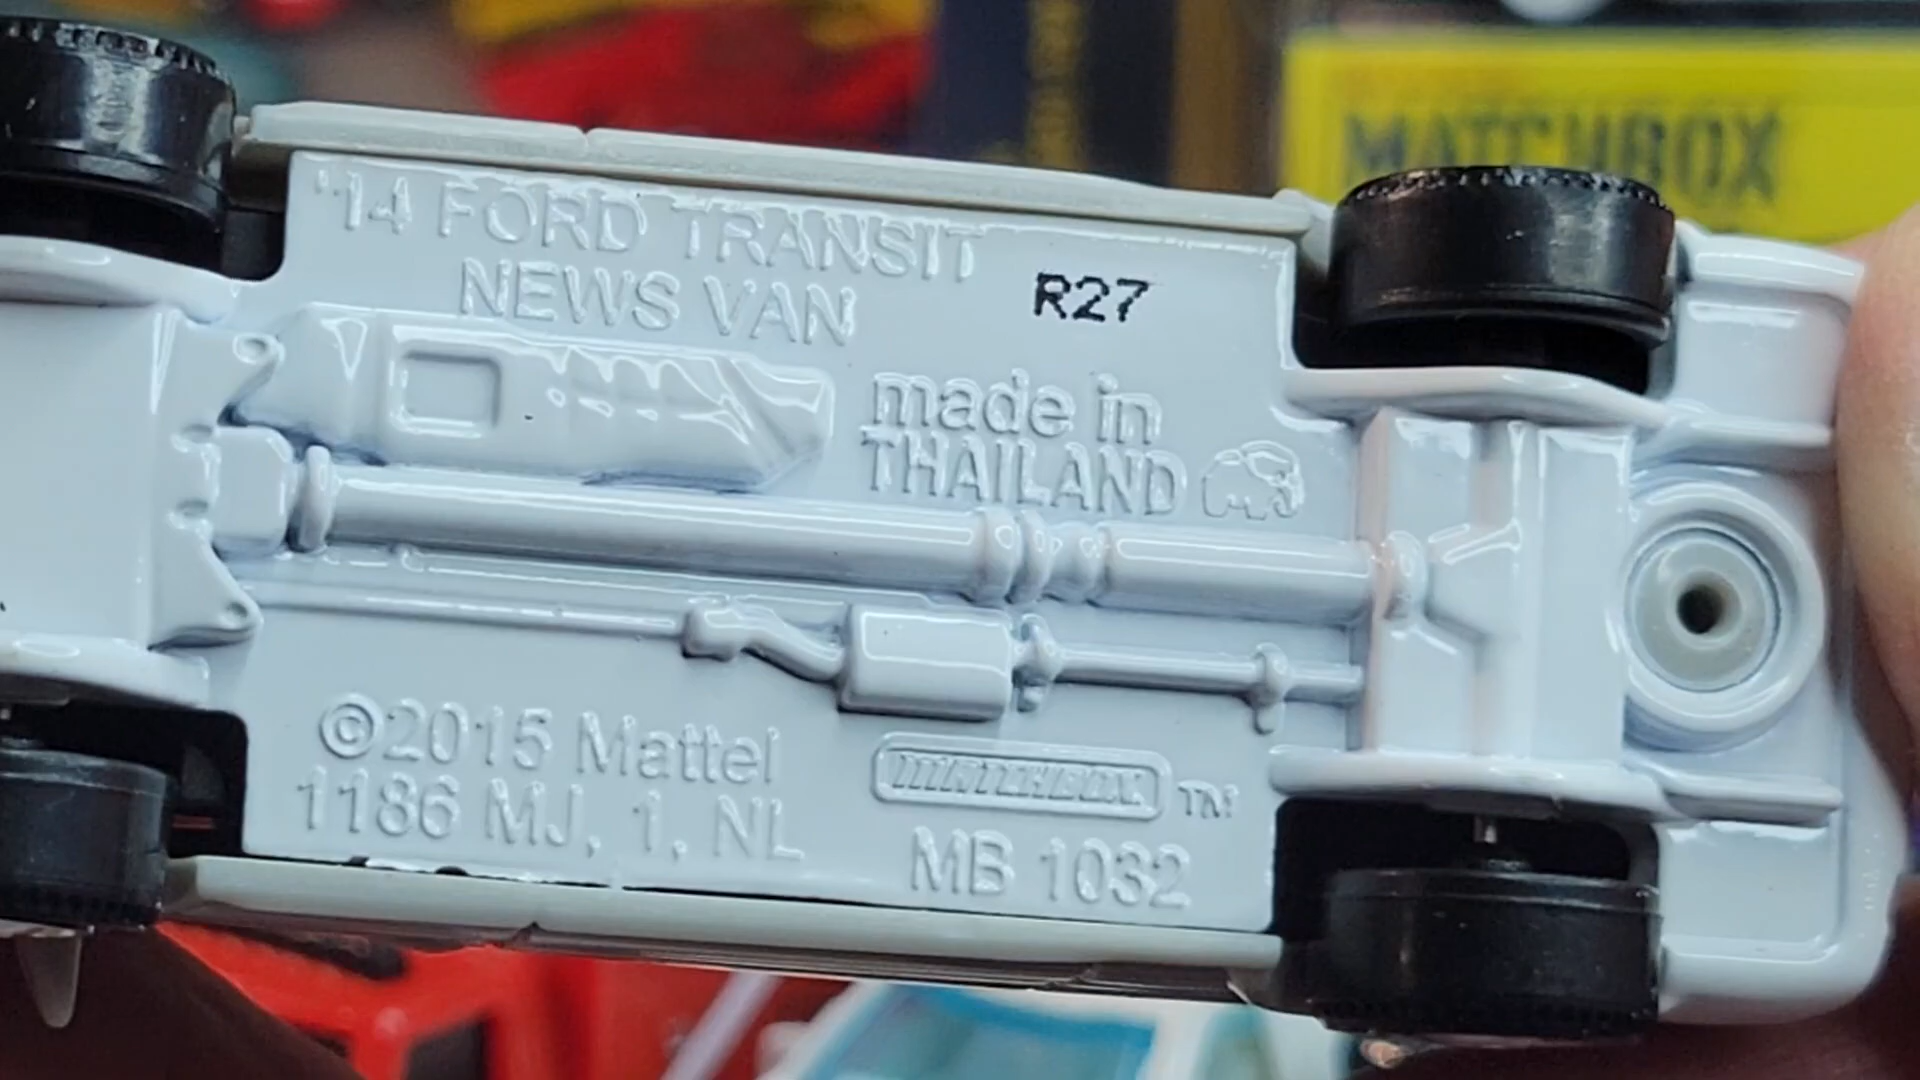 '14 FORD TRANSIT
NEWS VAN
R27
made in
THAILAND
©2015 Mattel
1186 MJ, 1, NL
MATCHBOX TM
MB 1032
MATCHBOX